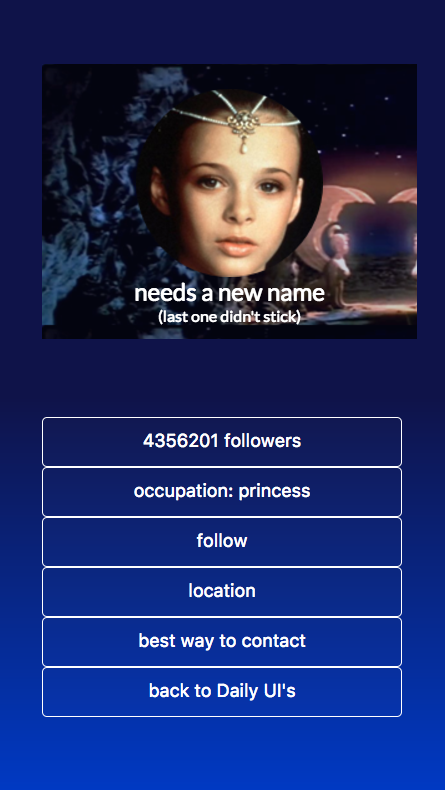 needs a new name
(last one didn't stick)
4356201 followers
occupation: princess
follow
location
best way to contact
back to Daily UI's